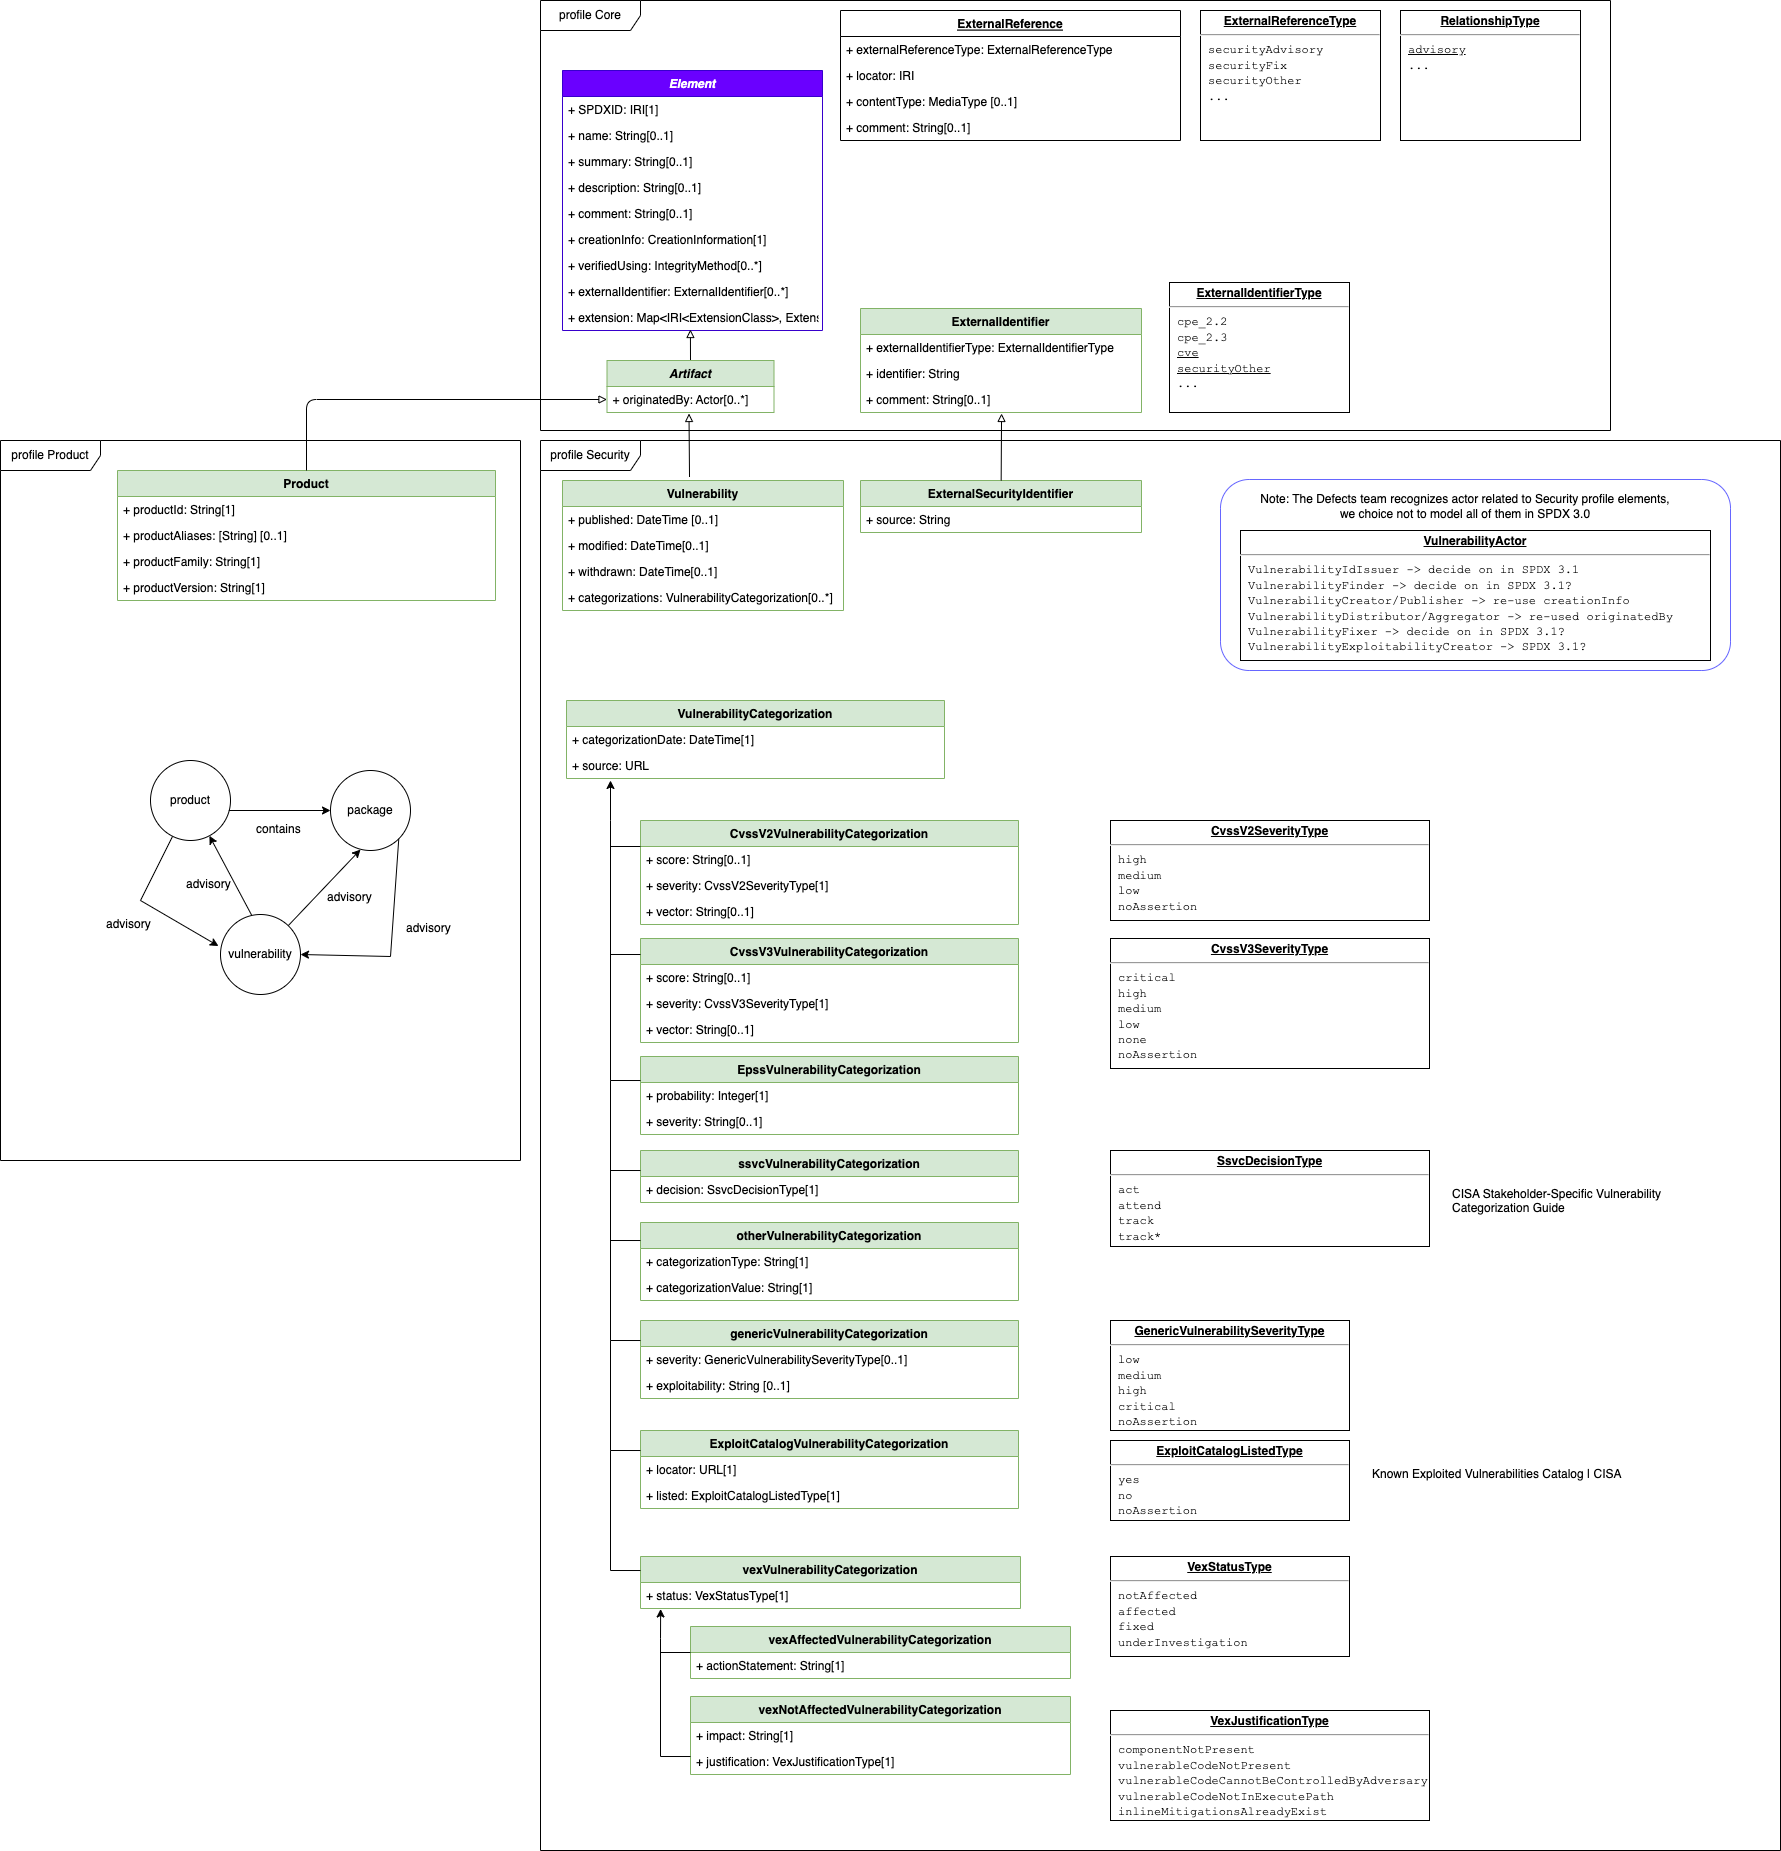 profile Core
Element
+ SPDXID: IRI[1]
+ name: String[0..1]
+ summary: String[0..1]
+ description: String[0..1]
+ comment: String[0..1]
+ creationInfo: CreationInformation[1]
+ verifiedUsing: IntegrityMethod[0..*]
+ externalIdentifier: ExternalIdentifier[0..*]
+ extension: Map<IRI<ExtensionClass>, Extens
ExternalReference
+ externalReferenceType: ExternalReferenceType
+ locator: IRI
+ contentType: MediaType [0..1]
+ comment: String[0..1]
ExternalReferenceType
securityAdvisory
securityFix
securityOther
...
RelationshipType
advisory
...
Artifact
+ originatedBy: Actor[0..*]
ExternalIdentifier
+ externalIdentifierType: ExternalIdentifierType
+ identifier: String
+ comment: String[0..1]
ExternalIdentifierType
cpe_2.2
cpe_2.3
cve
securityOther
...
profile Product
Product
+ productId: String[1]
+ productAliases: [String] [0..1]
+ productFamily: String[1]
+ productVersion: String[1]
product
package
contains
advisory
advisory
advisory
advisory
vulnerability
profile Security
Vulnerability
+ published: DateTime [0..1]
+ modified: DateTime[0..1]
+ withdrawn: DateTime[0..1]
+ categorizations: VulnerabilityCategorization[0..*]
ExternalSecurityIdentifier
+ source: String
Note: The Defects team recognizes actor related to Security profile elements,
we choice not to model all of them in SPDX 3.0
VulnerabilityActor
VulnerabilityIdIssuer -> decide on in SPDX 3.1
VulnerabilityFinder -> decide on in SPDX 3.1?
VulnerabilityCreator/Publisher -> re-use creationInfo
VulnerabilityDistributor/Aggregator -> re-used originatedBy
VulnerabilityFixer -> decide on in SPDX 3.1?
VulnerabilityExploitabilityCreator -> SPDX 3.1?
VulnerabilityCategorization
+ categorizationDate: DateTime[1]
+ source: URL
CvssV2VulnerabilityCategorization
+ score: String[0..1]
+ severity: CvssV2SeverityType[1]
+ vector: String[0..1]
CvssV2SeverityType
high
medium
low
noAssertion
CvssV3VulnerabilityCategorization
+ score: String[0..1]
+ severity: CvssV3SeverityType[1]
+ vector: String[0..1]
CvssV3SeverityType
critical
high
medium
low
none
noAssertion
EpssVulnerabilityCategorization
+ probability: Integer[1]
+ severity: String[0..1]
ssvcVulnerabilityCategorization
+ decision: SsvcDecisionType[1]
SsvcDecisionType
act
attend
track
track*
CISA Stakeholder-Specific Vulnerability
Categorization Guide
otherVulnerabilityCategorization
+ categorizationType: String[1]
+ categorizationValue: String[1]
genericVulnerabilityCategorization
+ severity: GenericVulnerabilitySeverityType[0..1]
+ exploitability: String [0..1]
GenericVulnerabilitySeverityType
low
medium
high
critical
noAssertion
ExploitCatalogVulnerabilityCategorization
+ locator: URL[1]
+ listed: ExploitCatalogListedType[1]
ExploitCatalogListedType
yes
no
noAssertion
Known Exploited Vulnerabilities Catalog | CISA
vexVulnerabilityCategorization
+ status: VexStatusType[1]
VexStatusType
notAffected
affected
fixed
underInvestigation
vexAffectedVulnerabilityCategorization
+ actionStatement: String[1]
vexNotAffectedVulnerabilityCategorization
+ impact: String[1]
+ justification: VexJustificationType[1]
VexJustificationType
componentNotPresent
vulnerableCodeNotPresent
vulnerableCodeCannotBeControlledByAdversary
vulnerableCodeNotInExecutePath
inlineMitigationsAlreadyExist